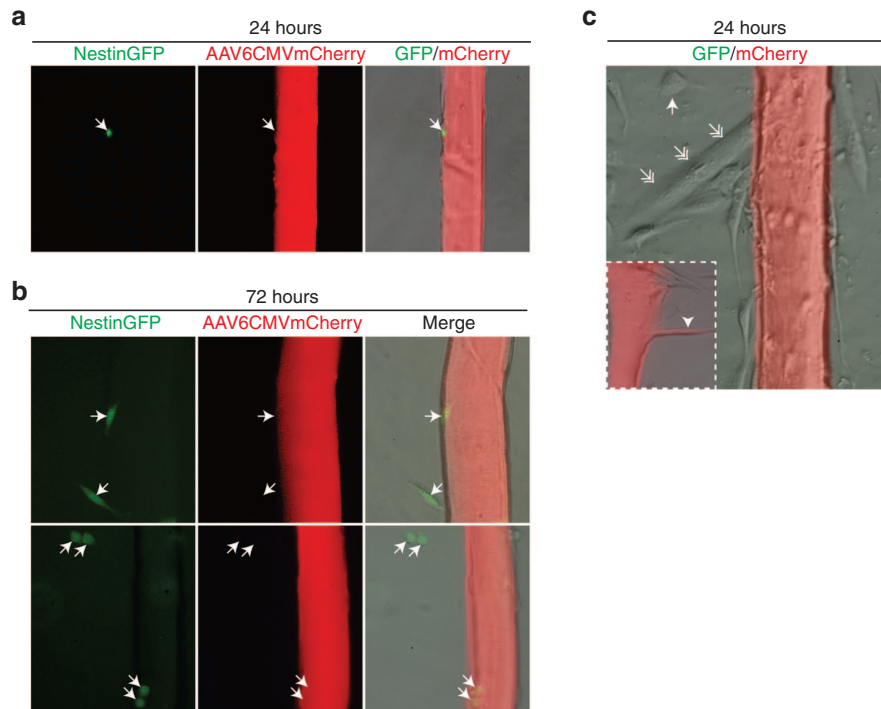 a
24 hours
NestinGFP AAV6CMVmCherry GFP/mCherry
b
72 hours
NestinGFP AAV6CMVmCherry Merge
c
24 hours
GFP/mCherry